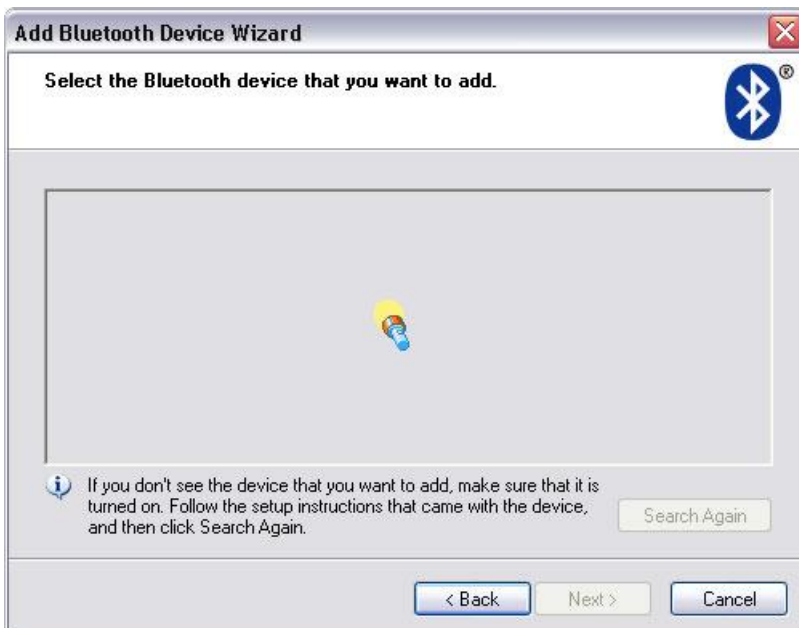 Add Bluetooth Device Wizard
Select the Bluetooth device that you want to add.
®
If you don't see the device that you want to add, make sure that it is
turned on. Follow the setup instructions that came with the device,
and then click Search Again.
Search Again
< Back
Next >
Cancel